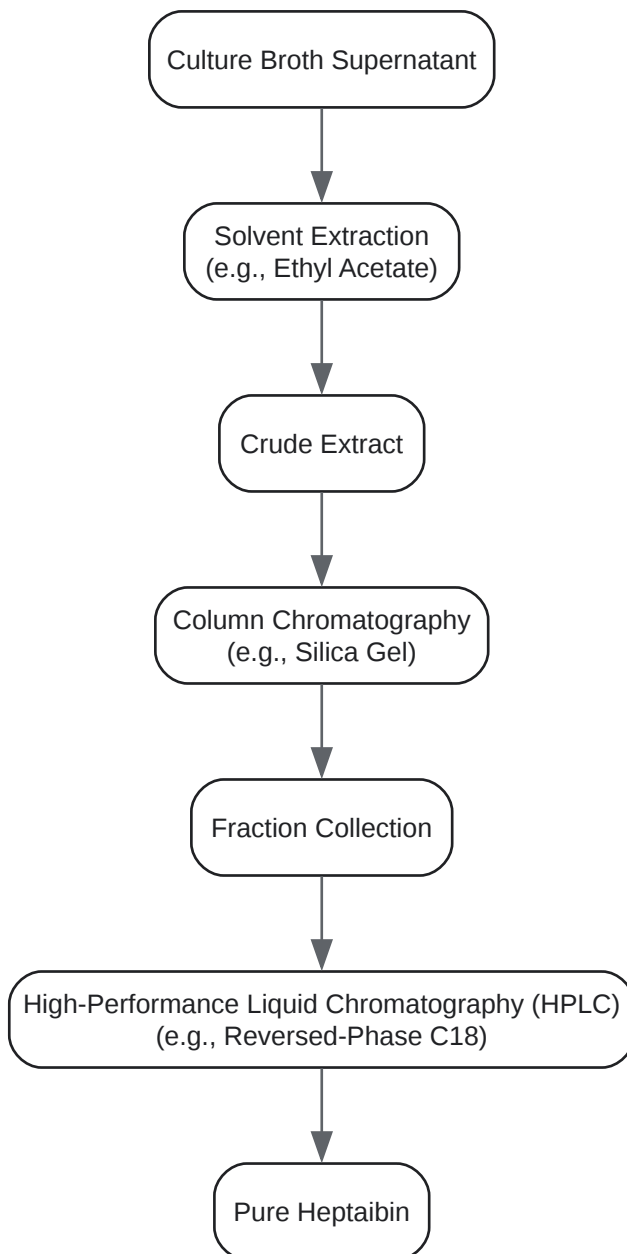 Culture Broth Supernatant
Solvent Extraction
(e.g., Ethyl Acetate)
Crude Extract
Column Chromatography
(e.g., Silica Gel)
Fraction Collection
High-Performance Liquid Chromatography (HPLC)
(e.g., Reversed-Phase C18)
Pure Heptaibin